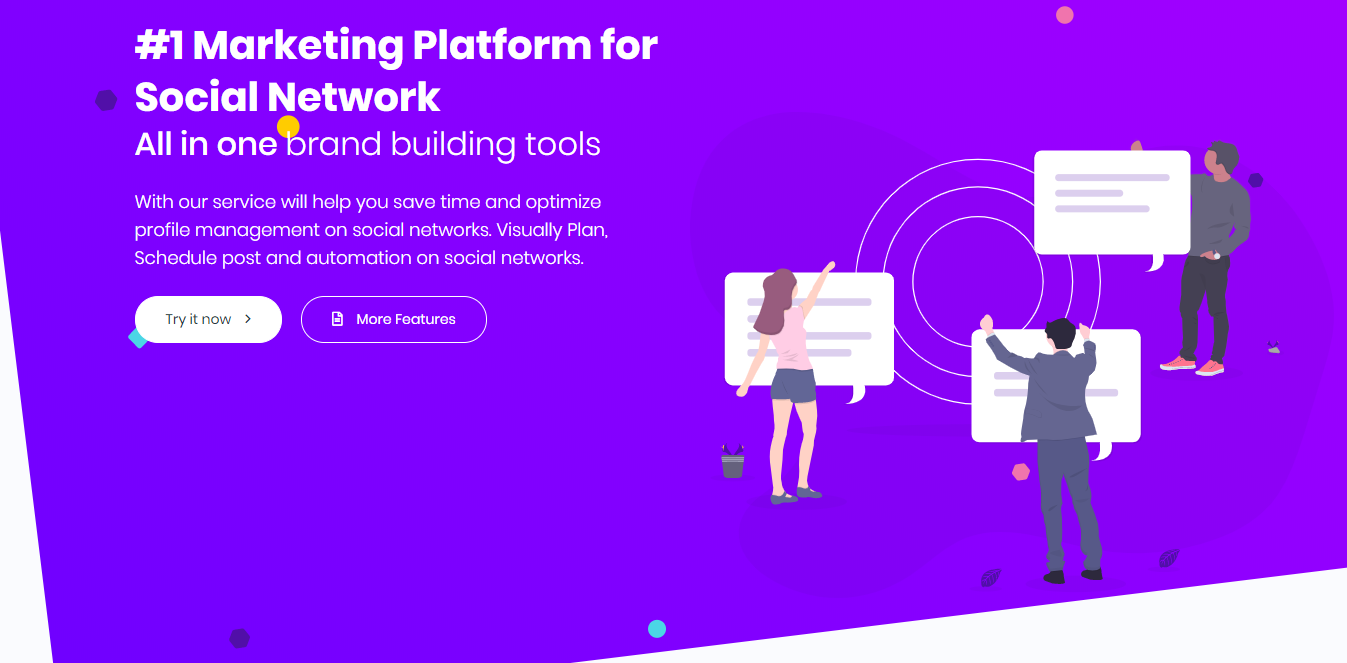 #1 Marketing Platform for
Social Network
All in one brand building tools
With our service will help you save time and optimize
profile management on social networks. Visually Plan,
Schedule post and automation on social networks.
Try it now
More Features